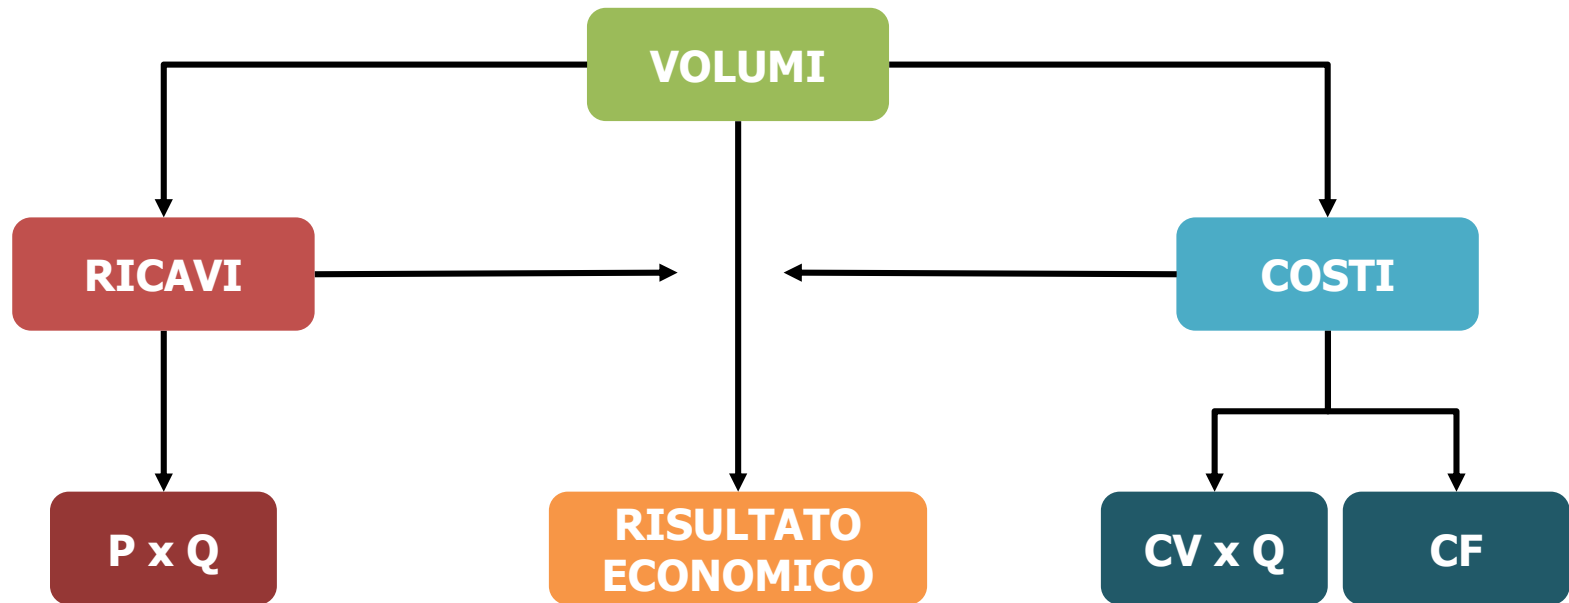 VOLUMI
RICAVI
COSTI
P x Q
RISULTATO
ECONOMICO
CV x Q
CF